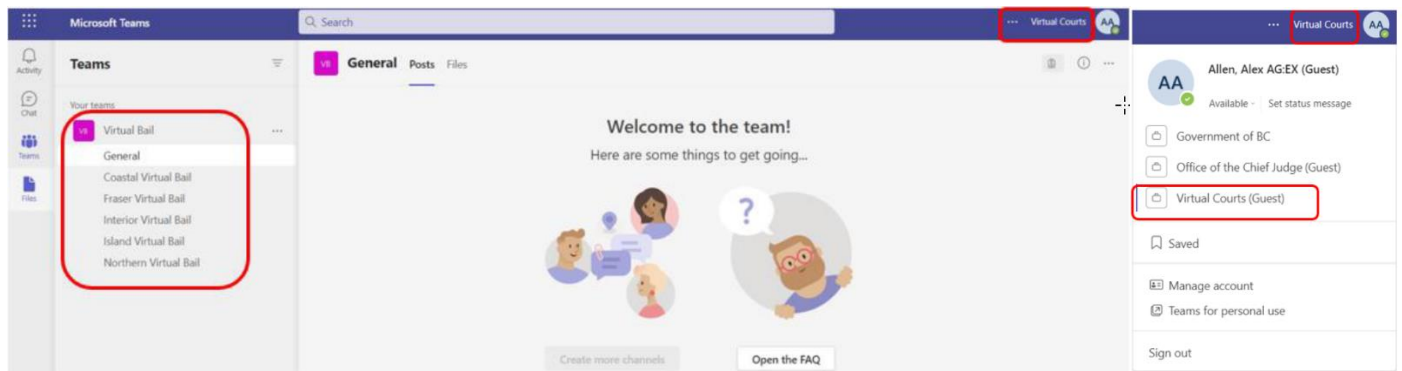 Microsoft Teams
Search
Virtual Courts
AA
Activity
Chat
Teams
Files
Teams
Your teams
VB
Virtual Bail
General
Coastal Virtual Bail
Fraser Virtual Bail
Interior Virtual Bail
Island Virtual Bail
Northern Virtual Bail
VB General Posts Files
Welcome to the team!
Here are some things to get going...
?
Create more channels
Open the FAQ
Virtual Courts
AA
AA
Allen, Alex AG:EX (Guest)
Available
Set status message
Government of BC
Office of the Chief Judge (Guest)
Virtual Courts (Guest)
Saved
Manage account
Teams for personal use
Sign out